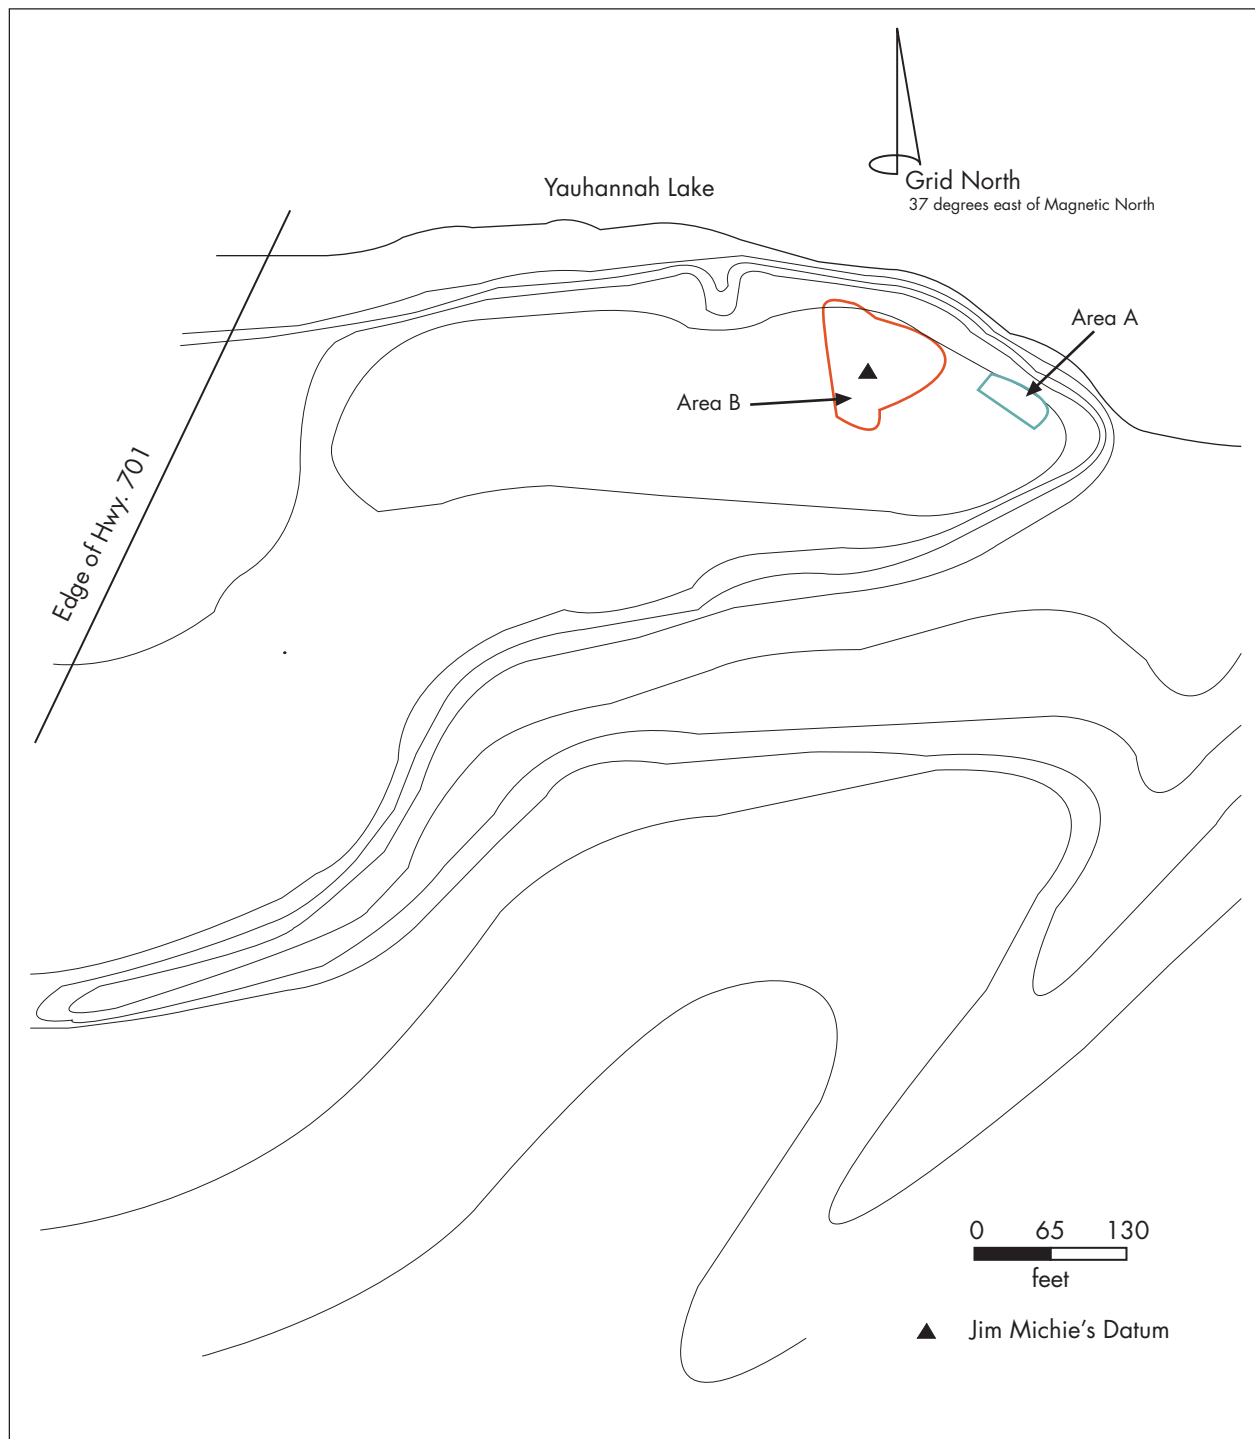 Yauhannah Lake
Grid North
37 degrees east of Magnetic North
Area A
Area B
Edge of Hwy. 701
0 65 130
feet
Jim Michie's Datum